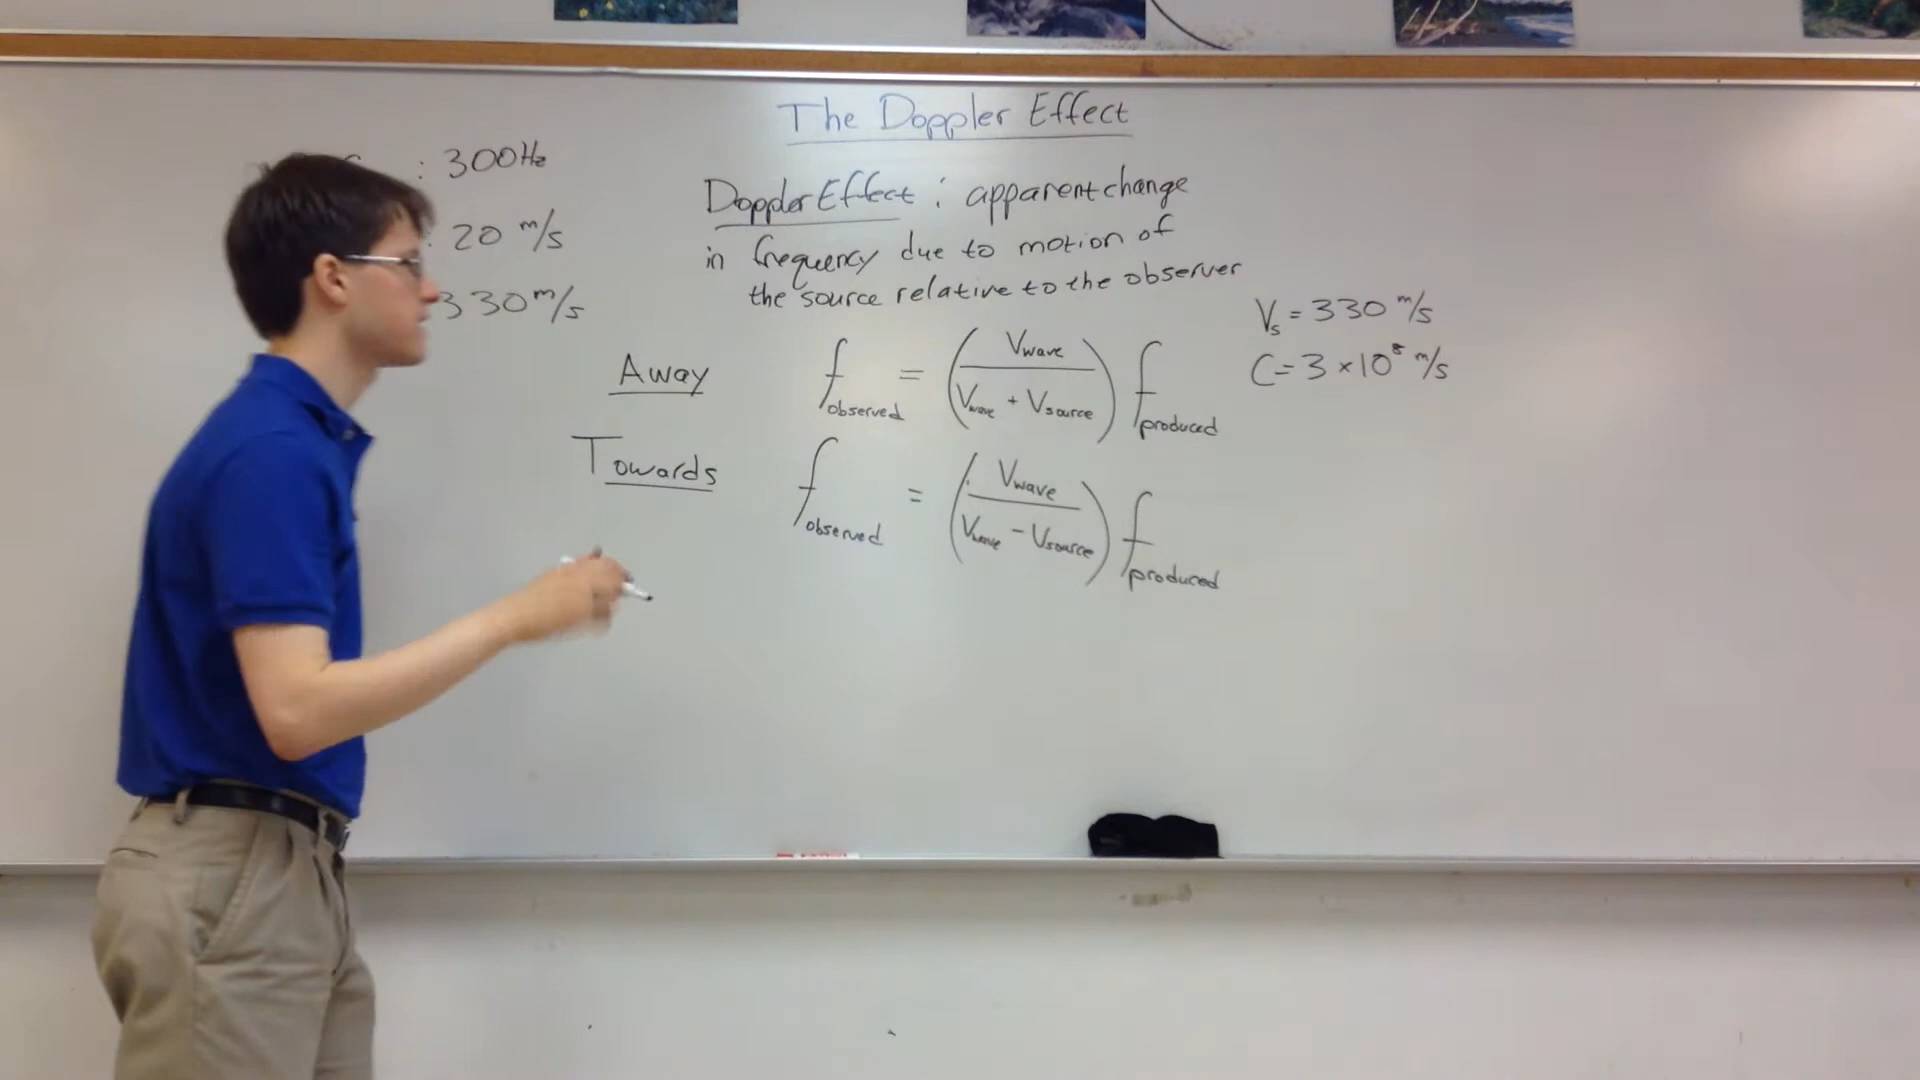 The Doppler Effect
: 300Hz
: 20 m/s
330 m/s
Doppler Effect : apparent change
in frequency due to motion of
the source relative to the observer
Vs = 330 m/s
C = 3 × 10⁸ m/s
Away f observed = (Vwave / Vwave + Vsource) f produced
Towards f observed = (Vwave / Vwave - Vsource) f produced